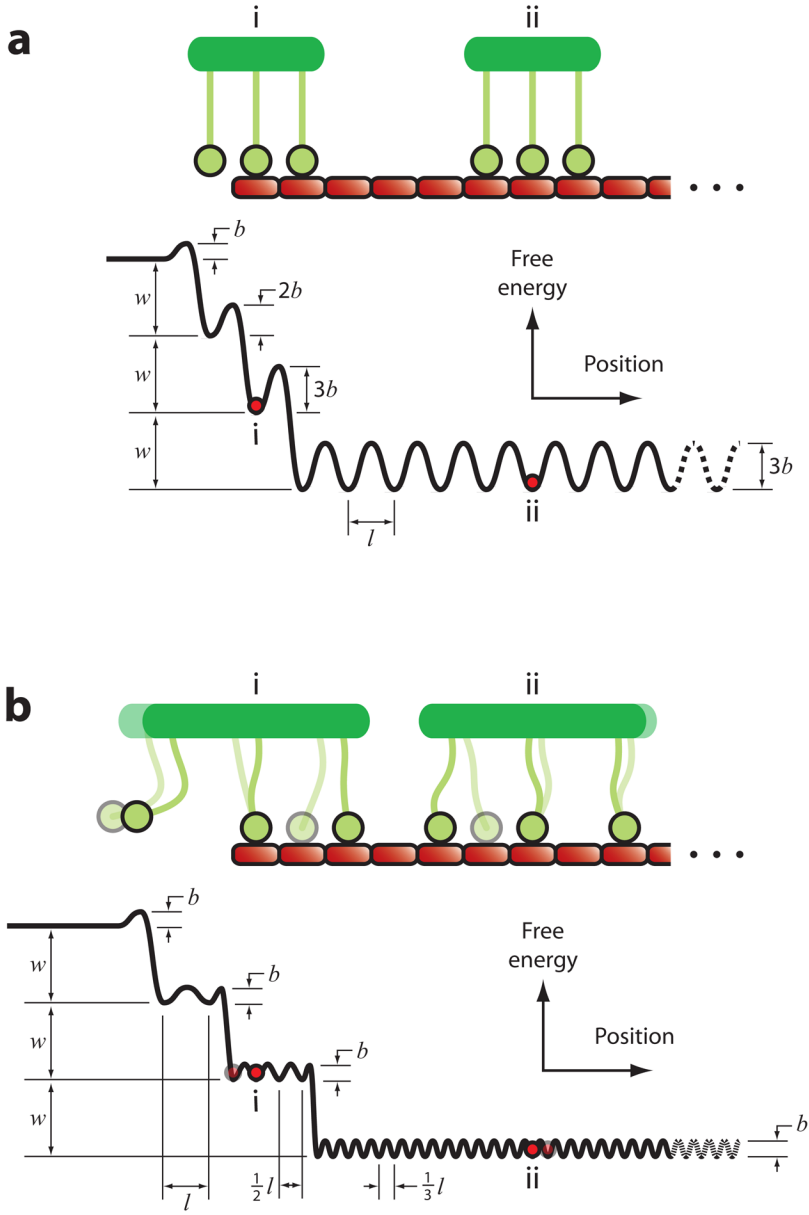 a
i
ii
• • •
b
w
2b
Free
energy
w
3b
Position
i
w
3b
ii
l
b
i
ii
• • •
b
w
b
Free
energy
w
b
Position
i
w
b
ii
l
1/2 l
1/3 l